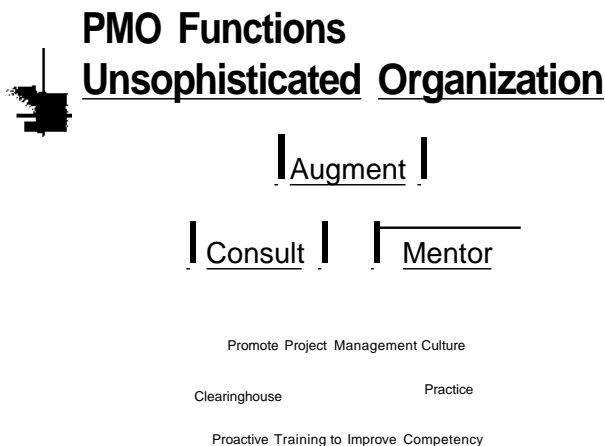 PMO Functions
Unsophisticated Organization
Augment
Consult Mentor
Promote Project Management Culture
Clearinghouse Practice
Proactive Training to Improve Competency